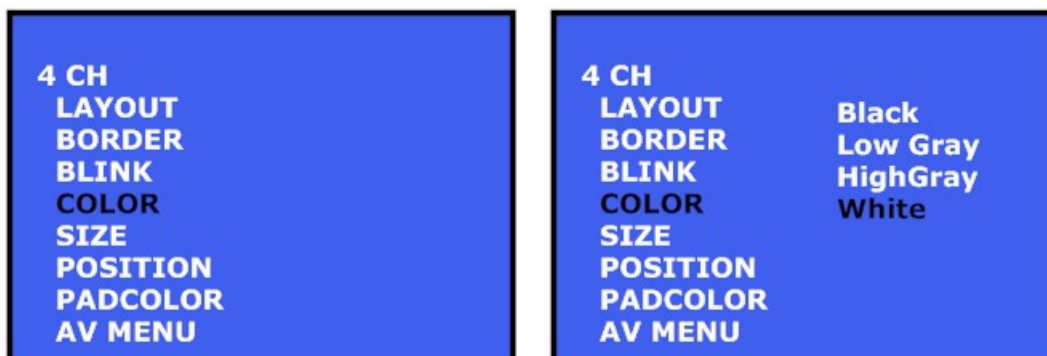 4 CH
LAYOUT
BORDER
BLINK
COLOR
SIZE
POSITION
PADCOLOR
AV MENU
4 CH
LAYOUT
BORDER
BLINK
COLOR
SIZE
POSITION
PADCOLOR
AV MENU
Black
Low Gray
HighGray
White